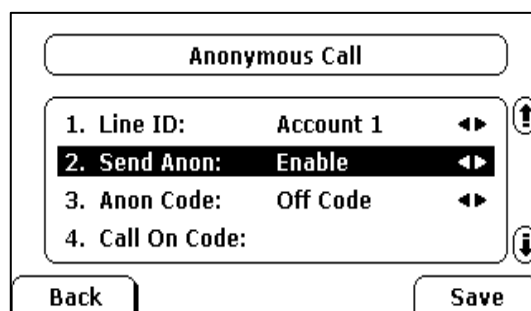 Anonymous Call
1. Line ID: Account 1
2. Send Anon: Enable
3. Anon Code: Off Code
4. Call On Code:
Back Save